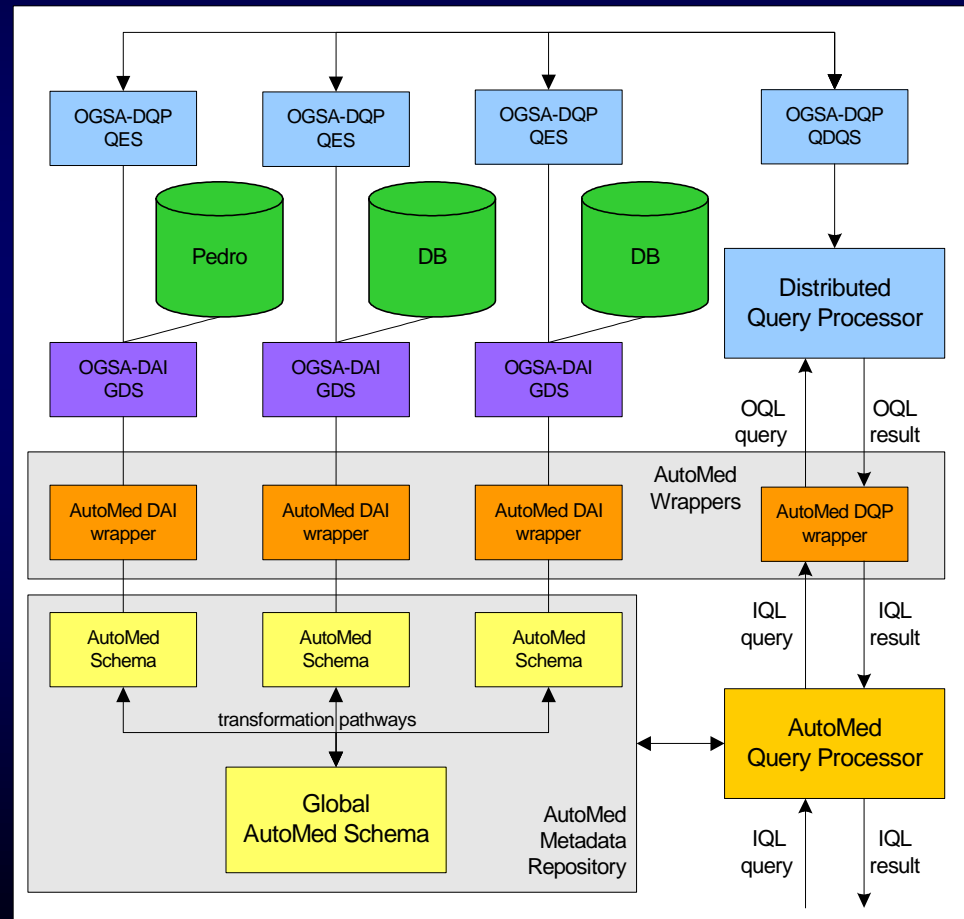 OGSA-DQP
QES
OGSA-DQP
QES
OGSA-DQP
QES
OGSA-DQP
QDQS
Pedro
DB
DB
Distributed
Query Processor
OGSA-DAI
GDS
OGSA-DAI
GDS
OGSA-DAI
GDS
OQL
query
OQL
result
AutoMed
Wrappers
AutoMed DAI
wrapper
AutoMed DAI
wrapper
AutoMed DAI
wrapper
AutoMed DQP
wrapper
IQL
query
IQL
result
AutoMed
Schema
AutoMed
Schema
AutoMed
Schema
transformation pathways
AutoMed
Query Processor
Global
AutoMed Schema
AutoMed
Metadata
Repository
IQL
query
IQL
result